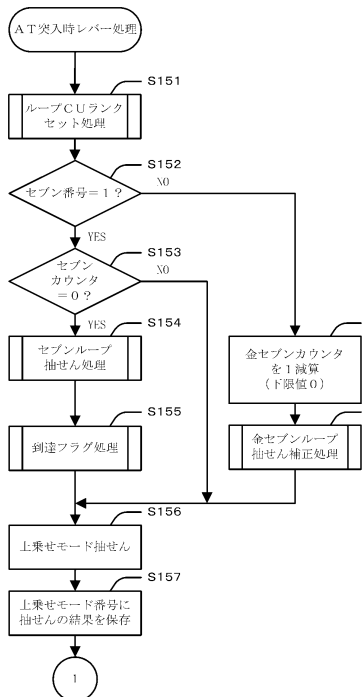 AT突入時レバー処理
S151
ループCUランク
セット処理
S152
セブン番号＝1？
NO
YES
S153
セブン
カウンタ
＝0？
NO
YES
S154
セブンループ
抽せん処理
金セブンカウンタ
を1減算
(下限値0)
S155
到達フラグ処理
金セブンループ
抽せん補正処理
S156
上乗せモード抽せん
S157
上乗せモード番号に
抽せんの結果を保存
1